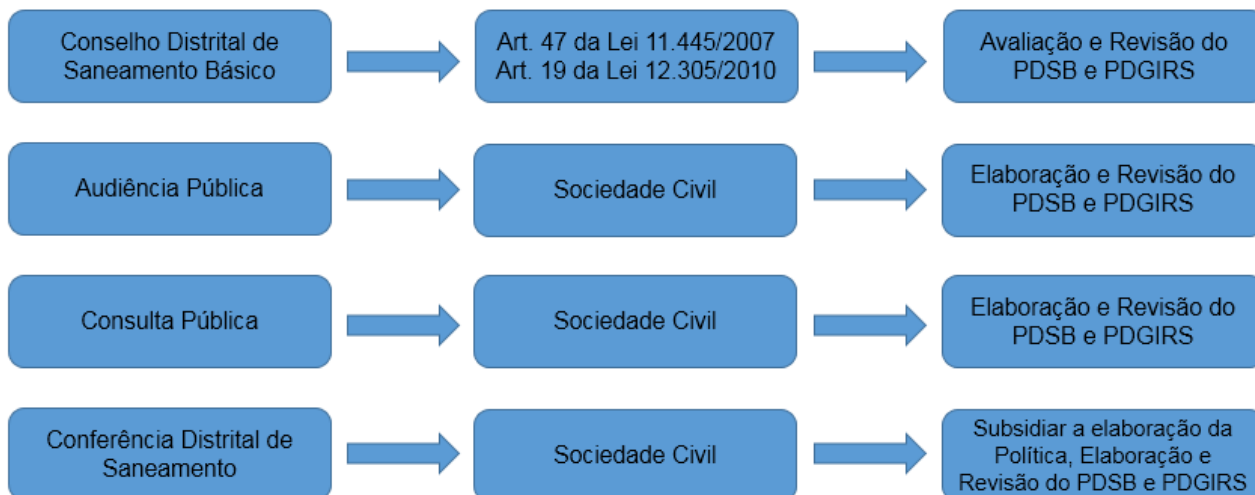 Conselho Distrital de
Saneamento Básico
Art. 47 da Lei 11.445/2007
Art. 19 da Lei 12.305/2010
Avaliação e Revisão do
PDSB e PDGIRS
Audiência Pública
Sociedade Civil
Elaboração e Revisão do
PDSB e PDGIRS
Consulta Pública
Sociedade Civil
Elaboração e Revisão do
PDSB e PDGIRS
Conferência Distrital de
Saneamento
Sociedade Civil
Subsidiar a elaboração da
Política, Elaboração e
Revisão do PDSB e PDGIRS